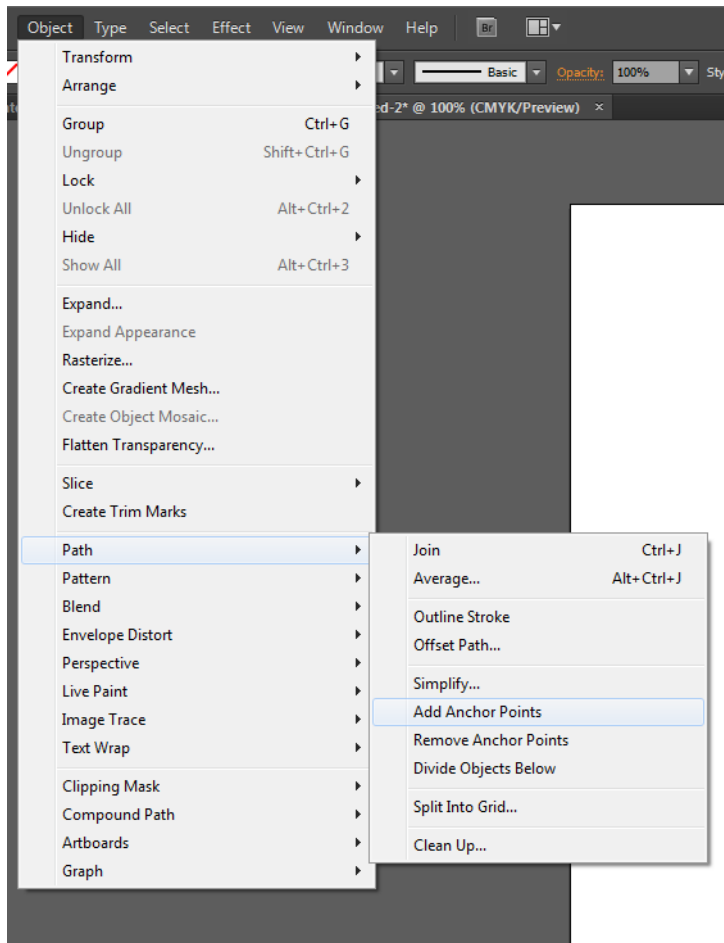 Object Type Select Effect View Window Help Br
Basic Opacity: 100% Sty
ed-2* @ 100% (CMYK/Preview) ×
Transform
Arrange
Group Ctrl+G
Ungroup Shift+Ctrl+G
Lock
Unlock All Alt+Ctrl+2
Hide
Show All Alt+Ctrl+3
Expand...
Expand Appearance
Rasterize...
Create Gradient Mesh...
Create Object Mosaic...
Flatten Transparency...
Slice
Create Trim Marks
Path
Pattern
Blend
Envelope Distort
Perspective
Live Paint
Image Trace
Text Wrap
Clipping Mask
Compound Path
Artboards
Graph
Join Ctrl+J
Average... Alt+Ctrl+J
Outline Stroke
Offset Path...
Simplify...
Add Anchor Points
Remove Anchor Points
Divide Objects Below
Split Into Grid...
Clean Up...